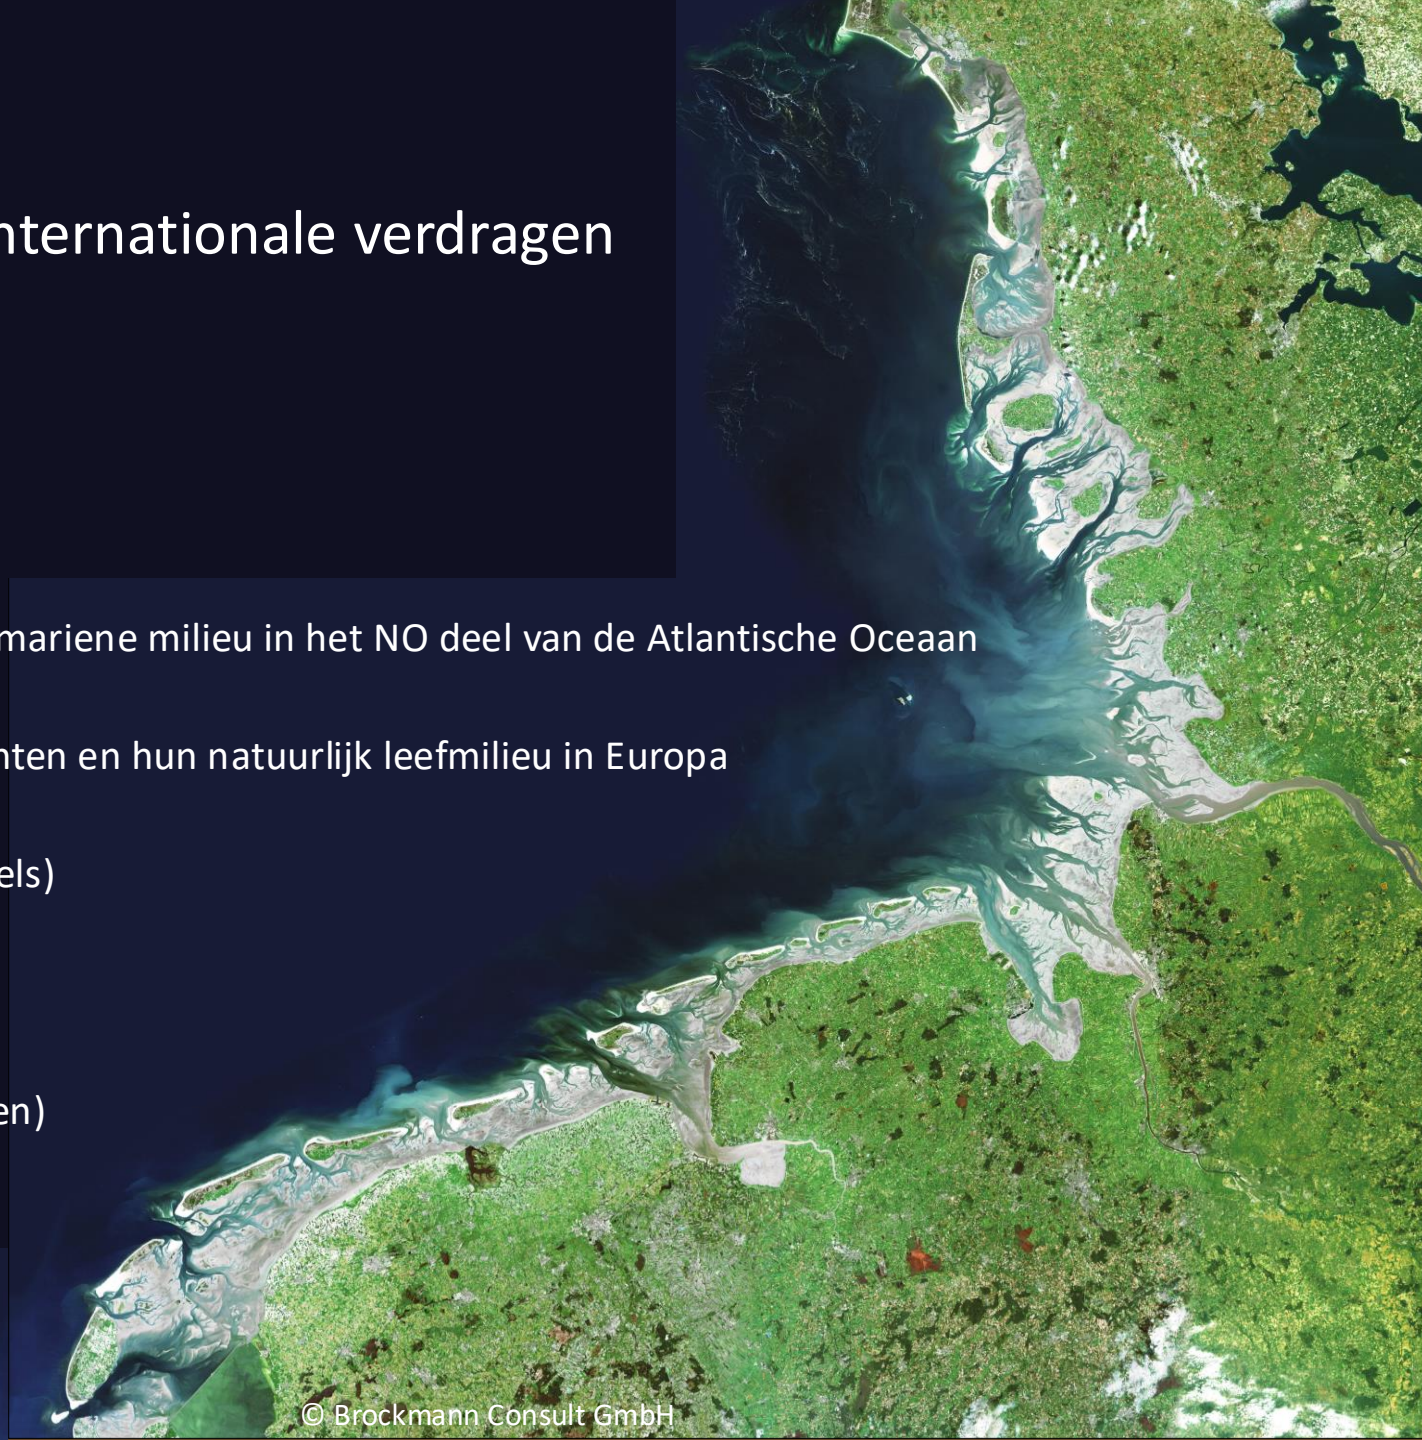 nternationale verdragen
mariene milieu in het NO deel van de Atlantische Oceaan
nten en hun natuurlijk leefmilieu in Europa
els)
en)
© Brockmann Consult GmbH